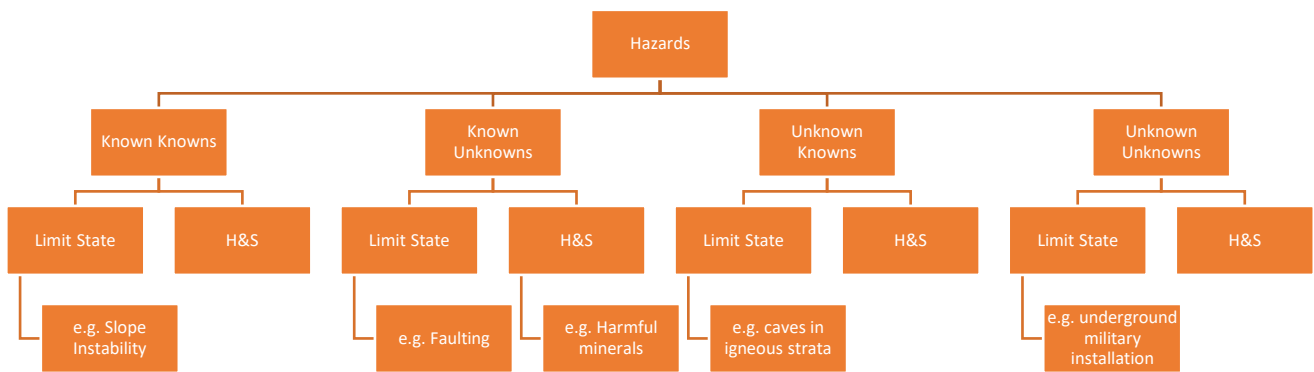 Hazards
Known Knowns
Known
Unknowns
Unknown
Knowns
Unknown
Unknowns
Limit State
H&S
Limit State
H&S
Limit State
H&S
Limit State
H&S
e.g. Slope
Instability
e.g. Faulting
e.g. Harmful
minerals
e.g. caves in
igneous strata
e.g. underground
military
installation